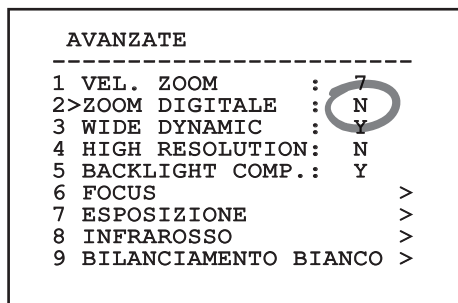 AVANZATE
-------------------------
1 VEL. ZOOM : 7
2>ZOOM DIGITALE : N
3 WIDE DYNAMIC : Y
4 HIGH RESOLUTION: N
5 BACKLIGHT COMP.: Y
6 FOCUS >
7 ESPOSIZIONE >
8 INFRAROSSO >
9 BILANCIAMENTO BIANCO >